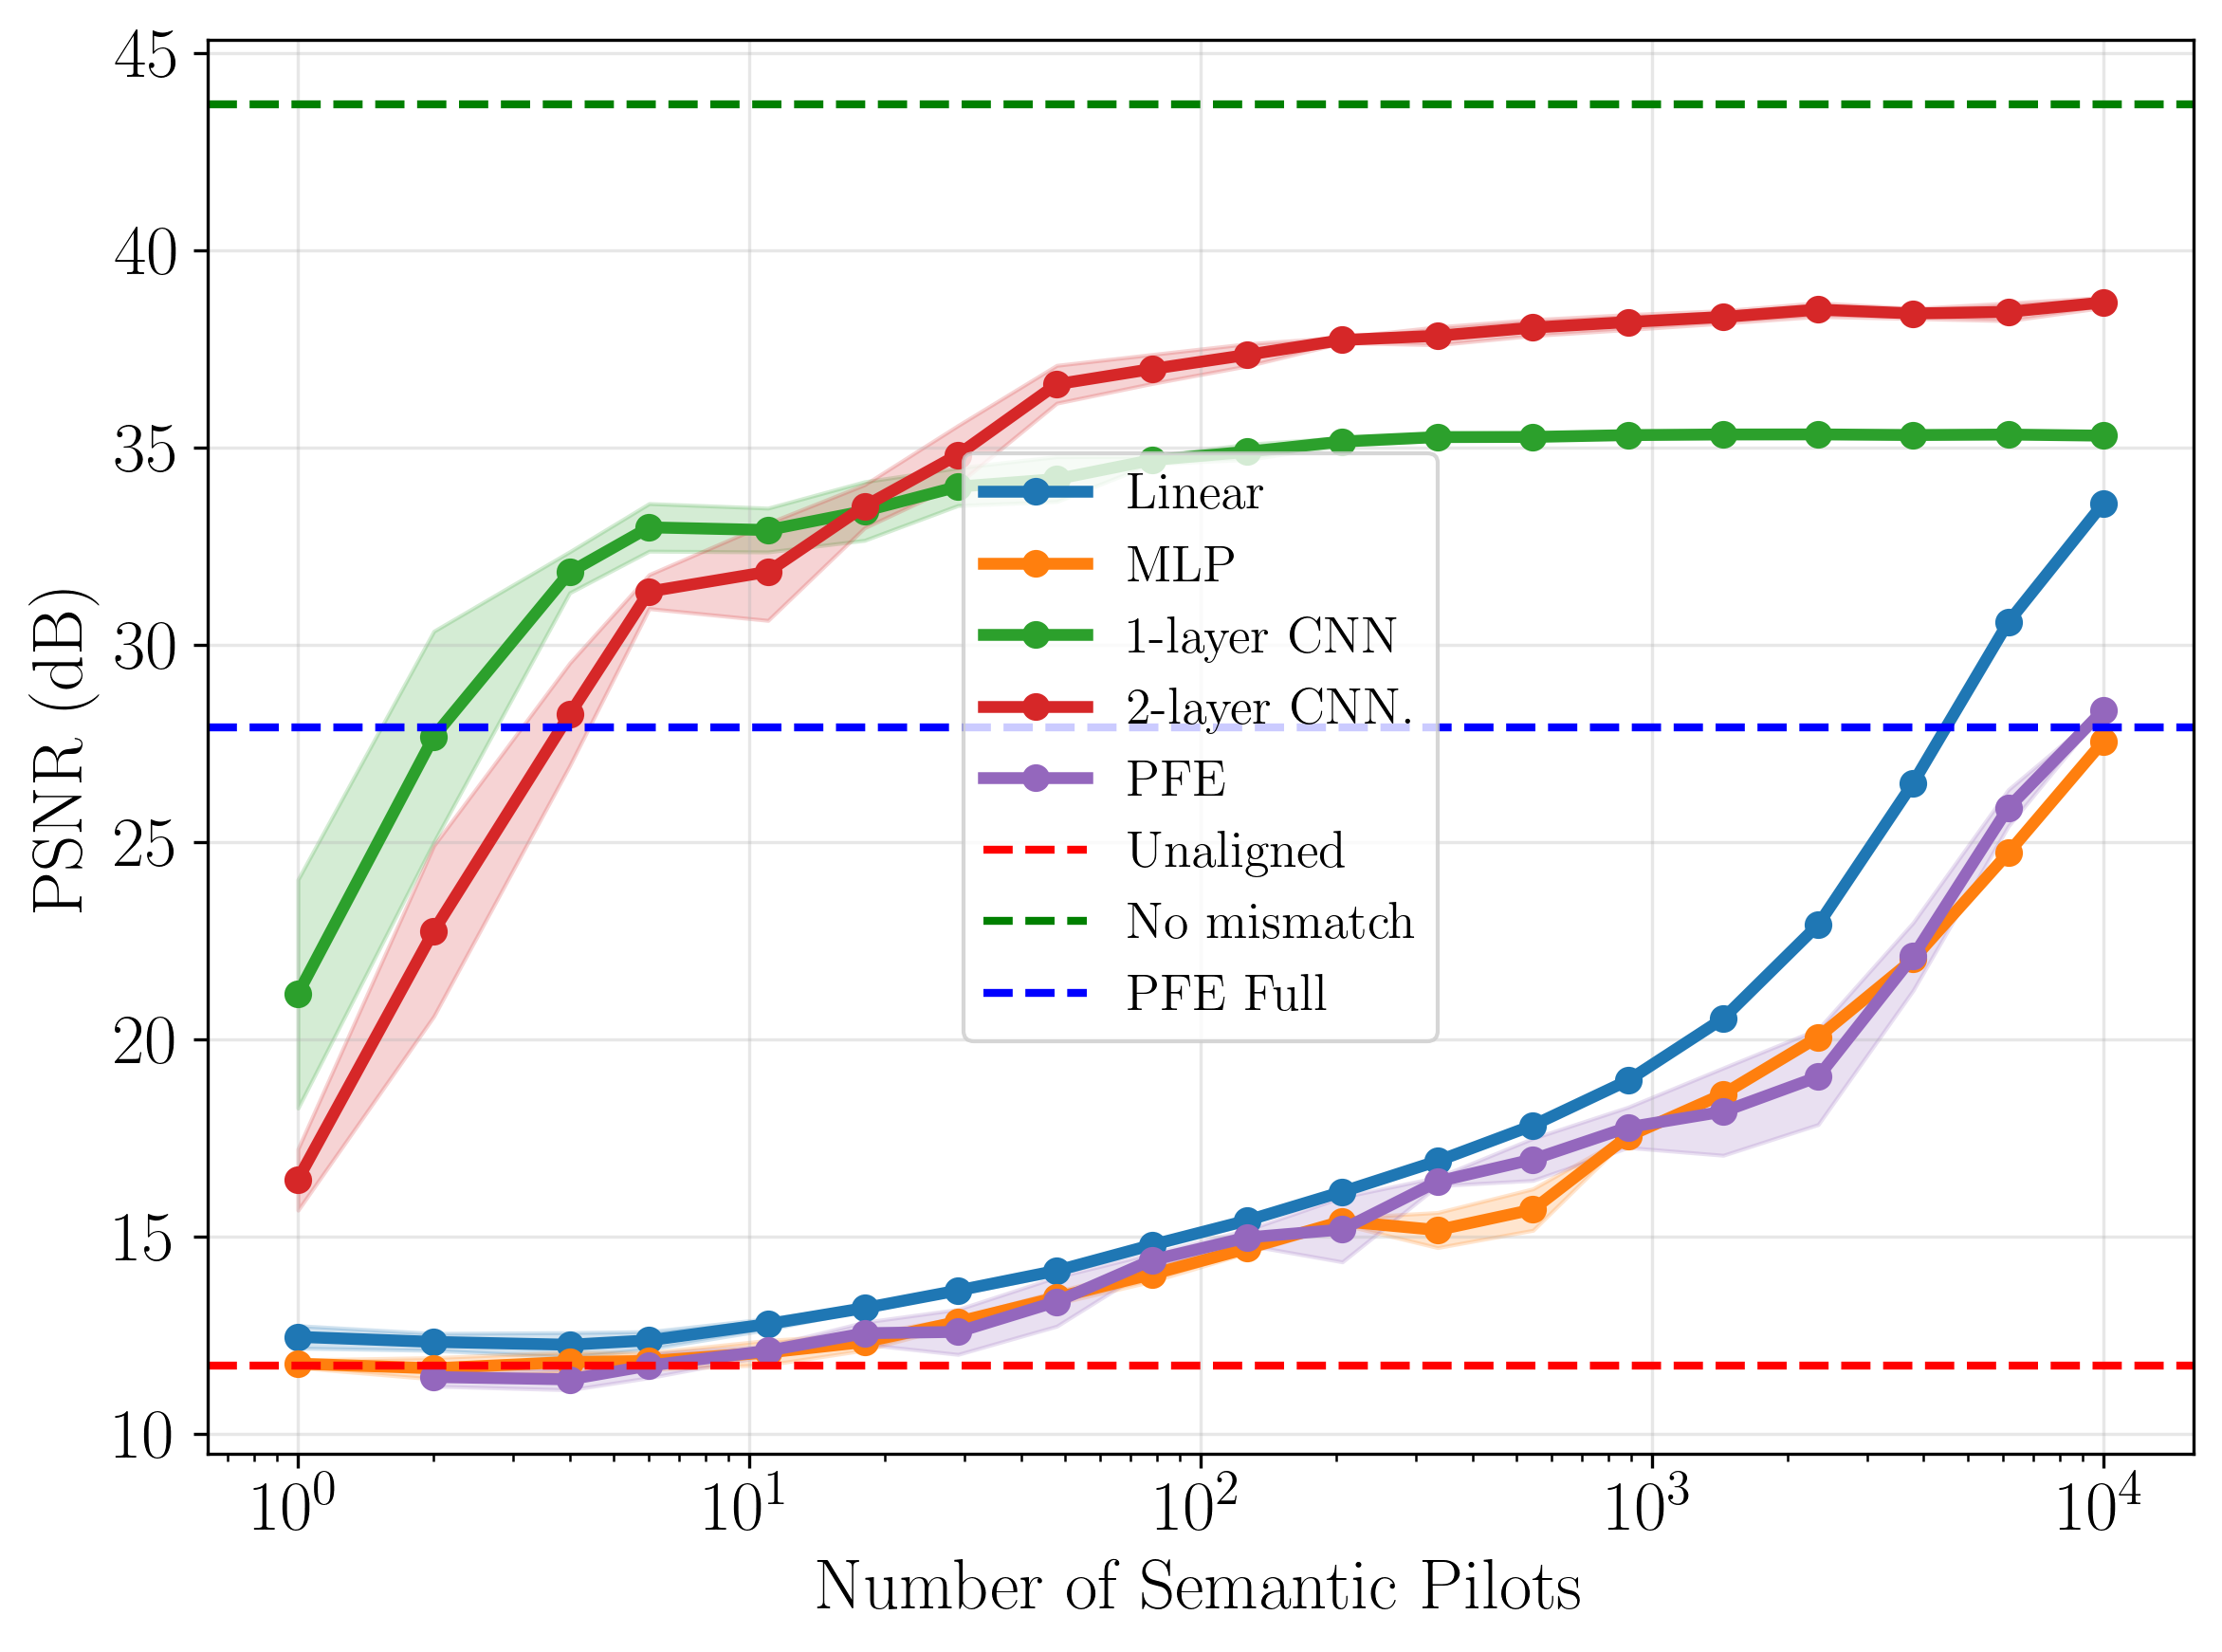 45
40
35
30
25
20
15
10
PSNR (dB)
Linear
MLP
1-layer CNN
2-layer CNN.
PFE
Unaligned
No mismatch
PFE Full
10^0 10^1 10^2 10^3 10^4
Number of Semantic Pilots